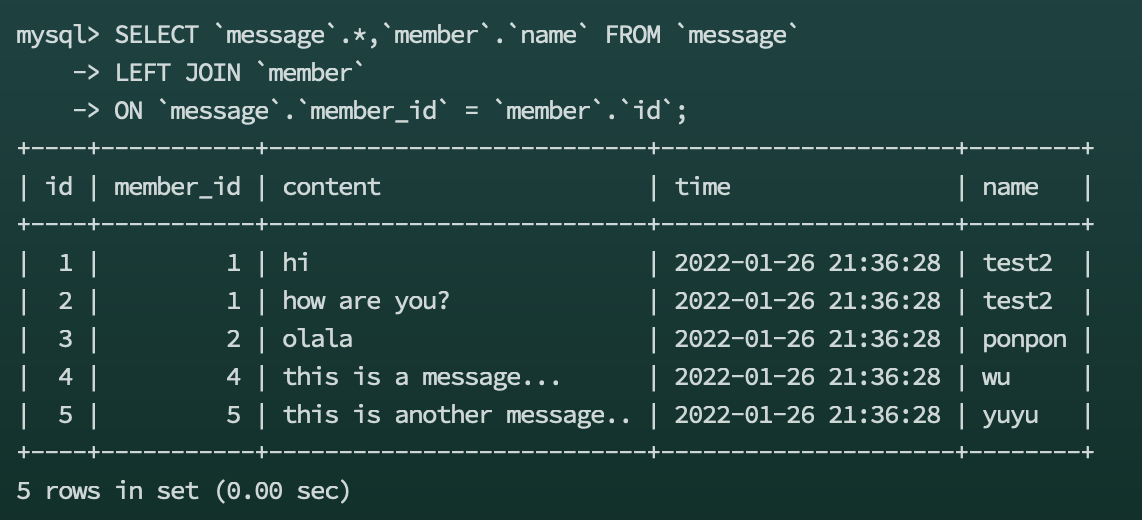 mysql> SELECT `message`.*,`member`.`name` FROM `message`
    -> LEFT JOIN `member`
    -> ON `message`.`member_id` = `member`.`id`;
+----+-----------+---------------------------+---------------------+--------+
| id | member_id | content                   | time                | name   |
+----+-----------+---------------------------+---------------------+--------+
|  1 |         1 | hi                        | 2022-01-26 21:36:28 | test2  |
|  2 |         1 | how are you?              | 2022-01-26 21:36:28 | test2  |
|  3 |         2 | olala                     | 2022-01-26 21:36:28 | ponpon |
|  4 |         4 | this is a message...      | 2022-01-26 21:36:28 | wu     |
|  5 |         5 | this is another message.. | 2022-01-26 21:36:28 | yuyu   |
+----+-----------+---------------------------+---------------------+--------+
5 rows in set (0.00 sec)